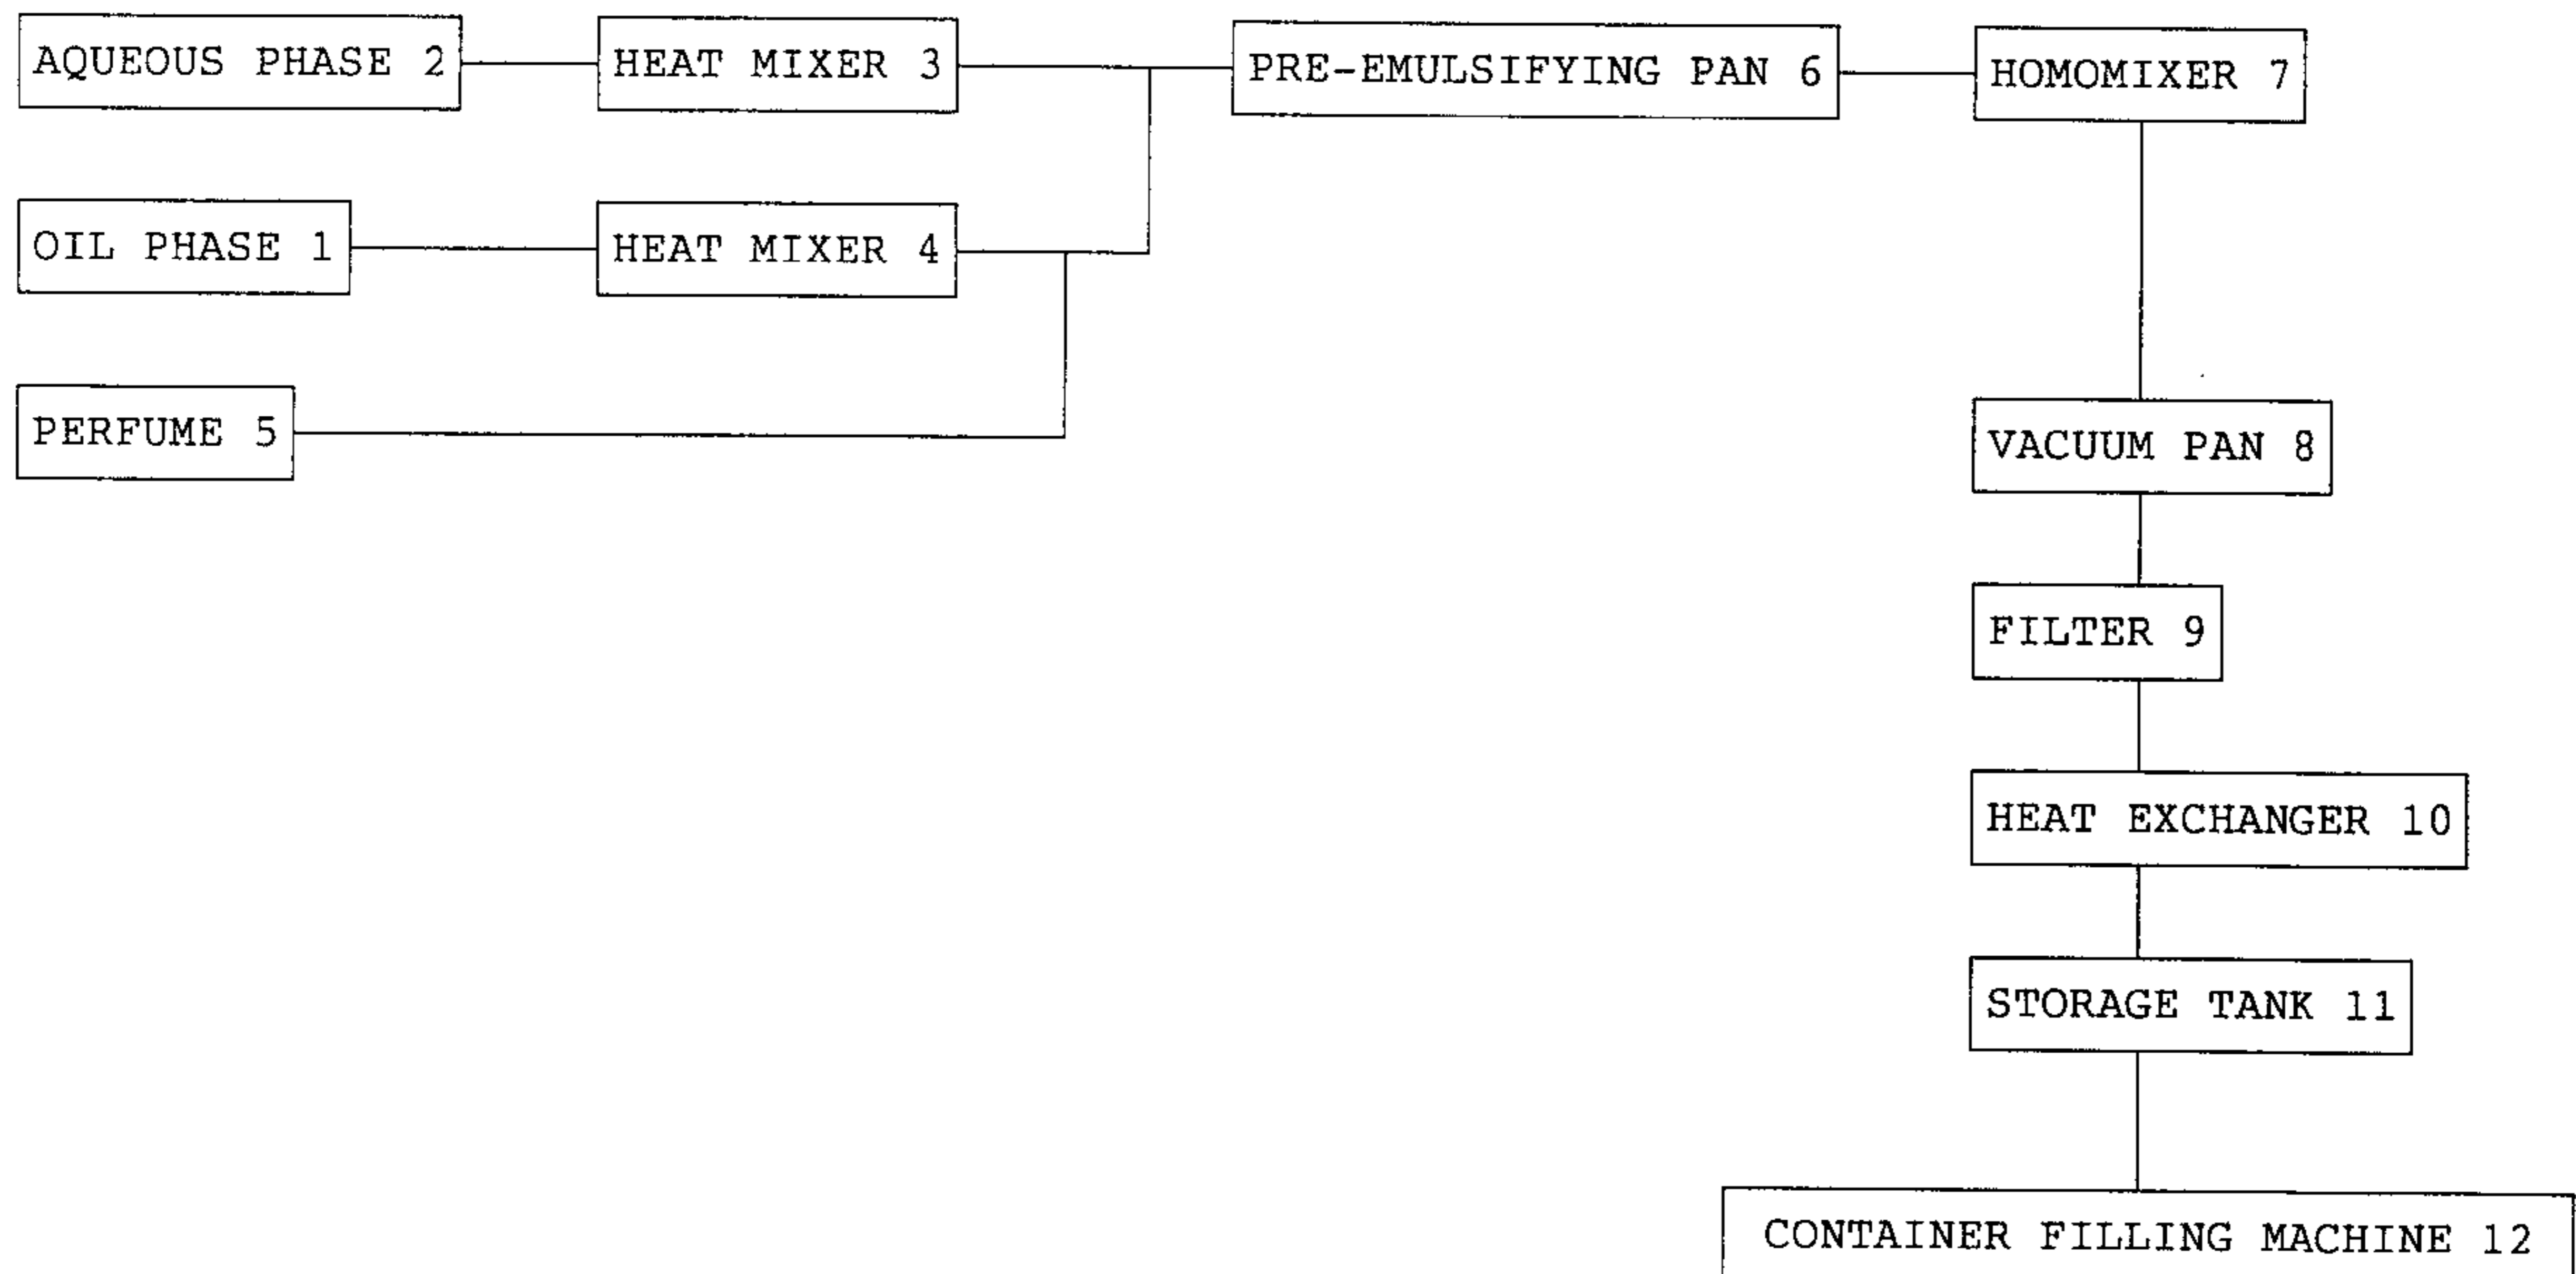 AQUEOUS PHASE 2
HEAT MIXER 3
PRE-EMULSIFYING PAN 6
HOMOMIXER 7
OIL PHASE 1
HEAT MIXER 4
PERFUME 5
VACUUM PAN 8
FILTER 9
HEAT EXCHANGER 10
STORAGE TANK 11
CONTAINER FILLING MACHINE 12